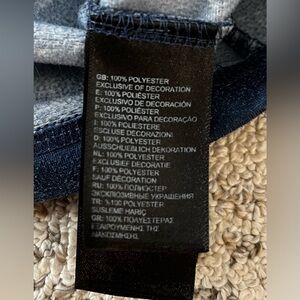 GB: 100% POLYESTER
EXCLUSIVE OF DECORATION
E: 100% POLIÉSTER
EXCLUSIVO DE DECORACIÓN
P: 100% POLIÉSTER
EXCLUSIVO PARA DECORAÇÃO
I: 100% POLIESTERE
ESCLUSE DECORAZIONI
D: 100% POLYESTER
AUSSCHLIEßLICH DEKORATION
NL: 100% POLYESTER
EXCLUSIEF DECORATIE
F: 100% POLYESTER
SAUF DÉCORATION
RU: 100% ПОЛИЭСТЕР
ЭКСКЛЮЗИВНЫЕ УКРАШЕНИЯ
TR: %100 POLYESTER
SÜSLEME HARİÇ
GR: 100% ΠΟΛΥΕΣΤΕΡΑΣ
ΕΞΑΙΡΟΥΜΕΝΗΣ ΤΗΣ
ΔΙΑΚΟΣΜΗΣΗΣ